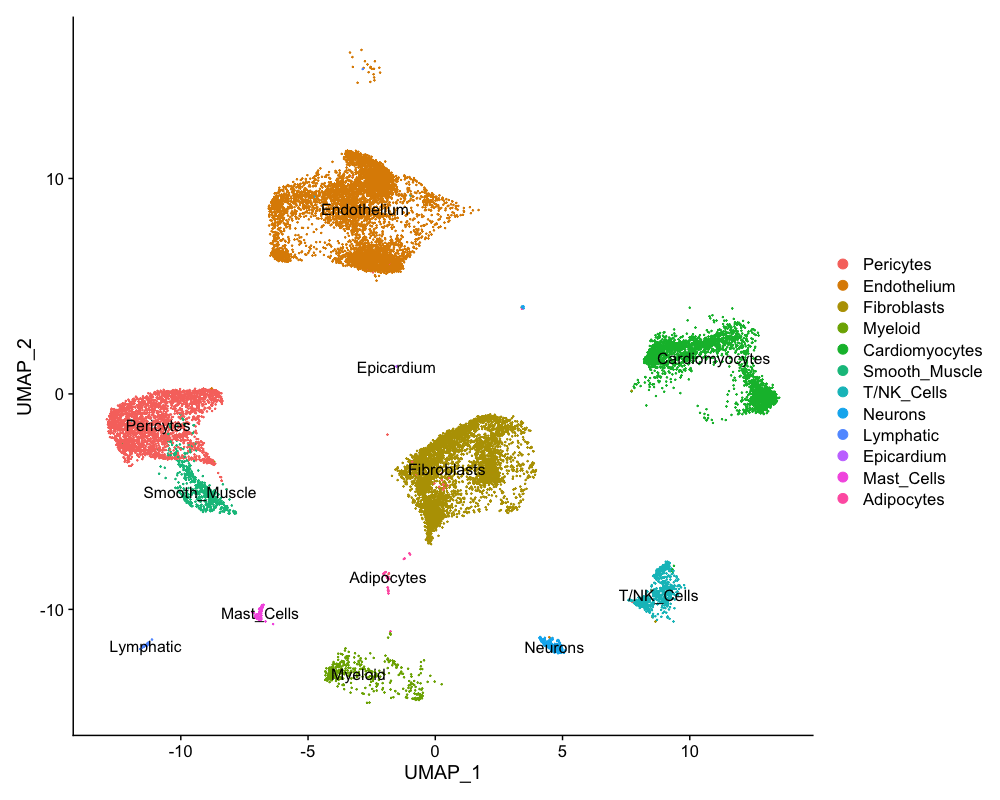 10
0
-10
-10
-5
0
5
10
UMAP_1
UMAP_2
Endothelium
Epicardium
Cardiomyocytes
Pericytes
Fibroblasts
Smooth_Muscle
Adipocytes
T/NK_Cells
Mast_Cells
Lymphatic
Neurons
Myeloid
Pericytes
Endothelium
Fibroblasts
Myeloid
Cardiomyocytes
Smooth_Muscle
T/NK_Cells
Neurons
Lymphatic
Epicardium
Mast_Cells
Adipocytes